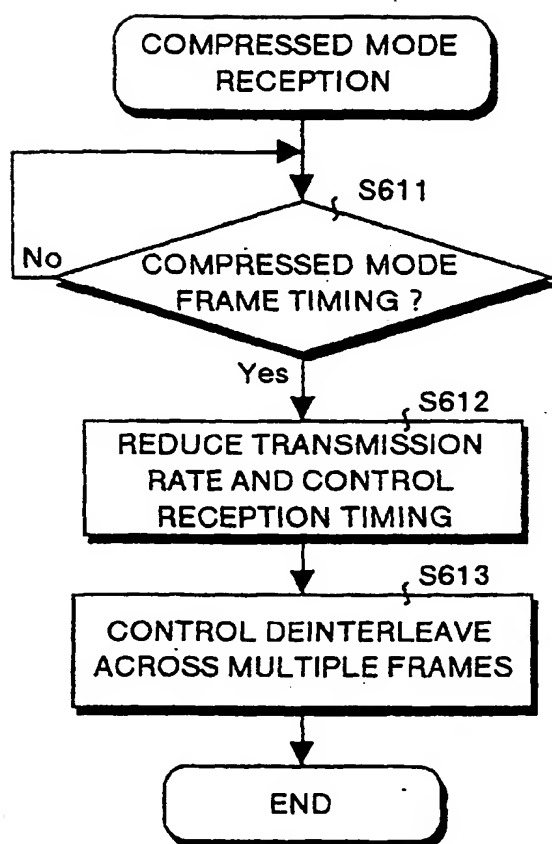 COMPRESSED MODE
RECEPTION
S611
No
COMPRESSED MODE
FRAME TIMING ?
Yes
S612
REDUCE TRANSMISSION
RATE AND CONTROL
RECEPTION TIMING
S613
CONTROL DEINTERLEAVE
ACROSS MULTIPLE FRAMES
END